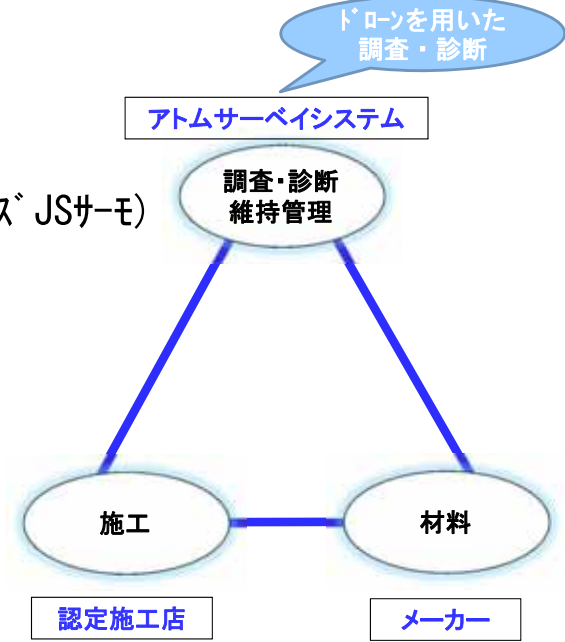 ﾄﾞﾛｰﾝを用いた
調査・診断
アトムサーベイシステム
調査・診断
維持管理
ｽﾞJSｻｰﾓ)
施工
材料
認定施工店
メーカー